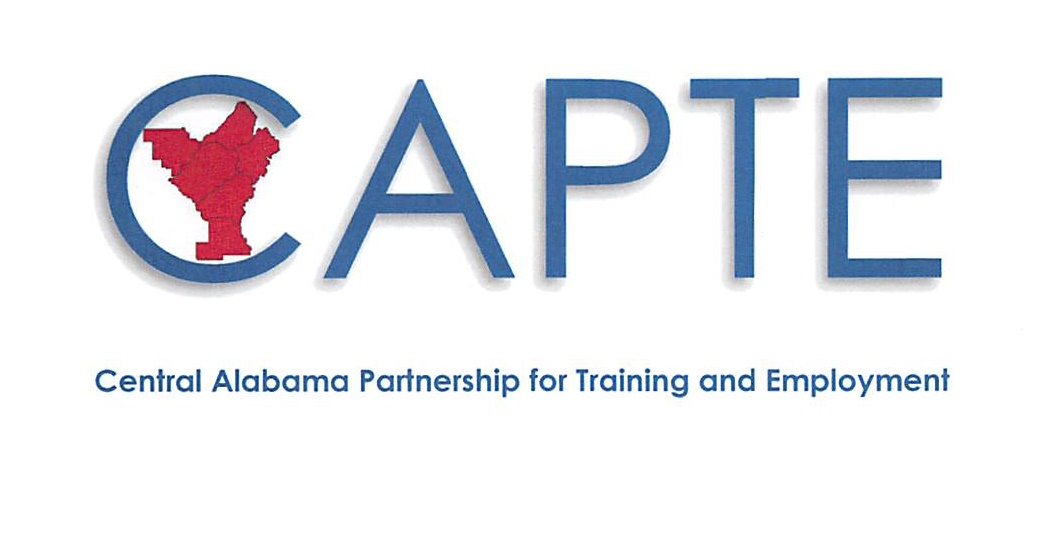 CAPTE
Central Alabama Partnership for Training and Employment